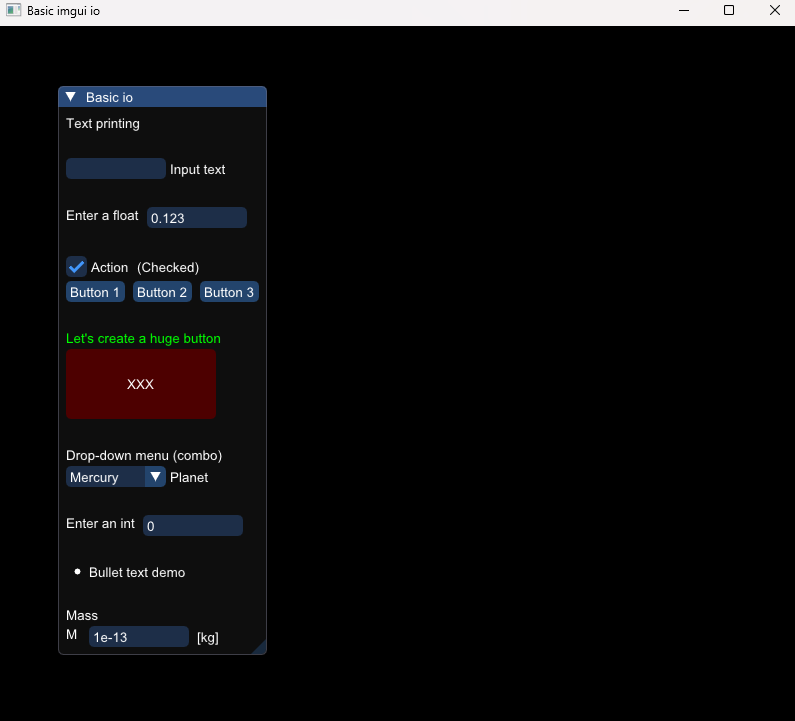 Basic imgui io
Basic io
Text printing
Input text
Enter a float 0.123
Action (Checked)
Button 1 Button 2 Button 3
Let's create a huge button
XXX
Drop-down menu (combo)
Mercury Planet
Enter an int 0
Bullet text demo
Mass
M 1e-13 [kg]